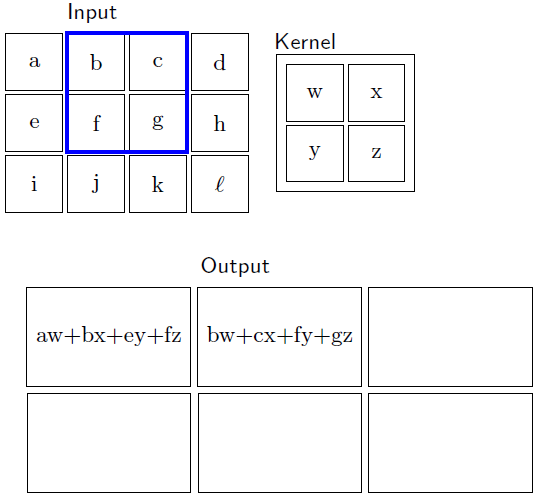 Input
a b c d
e f g h
i j k ℓ
Kernel
w x
y z
Output
aw+bx+ey+fz bw+cx+fy+gz